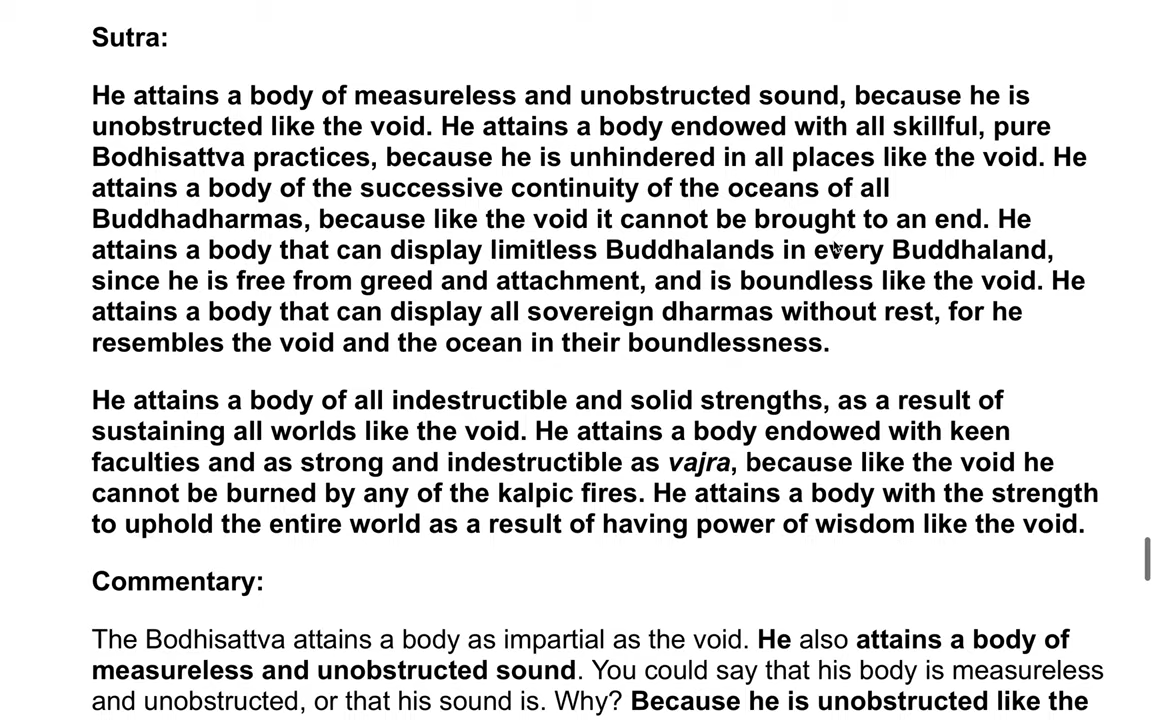 Sutra:
He attains a body of measureless and unobstructed sound, because he is
unobstructed like the void. He attains a body endowed with all skillful, pure
Bodhisattva practices, because he is unhindered in all places like the void. He
attains a body of the successive continuity of the oceans of all
Buddhadharmas, because like the void it cannot be brought to an end. He
attains a body that can display limitless Buddhalands in every Buddhaland,
since he is free from greed and attachment, and is boundless like the void. He
attains a body that can display all sovereign dharmas without rest, for he
resembles the void and the ocean in their boundlessness.
He attains a body of all indestructible and solid strengths, as a result of
sustaining all worlds like the void. He attains a body endowed with keen
faculties and as strong and indestructible as vajra, because like the void he
cannot be burned by any of the kalpic fires. He attains a body with the strength
to uphold the entire world as a result of having power of wisdom like the void.
Commentary:
The Bodhisattva attains a body as impartial as the void. He also attains a body of
measureless and unobstructed sound. You could say that his body is measureless
and unobstructed, or that his sound is. Why? Because he is unobstructed like the